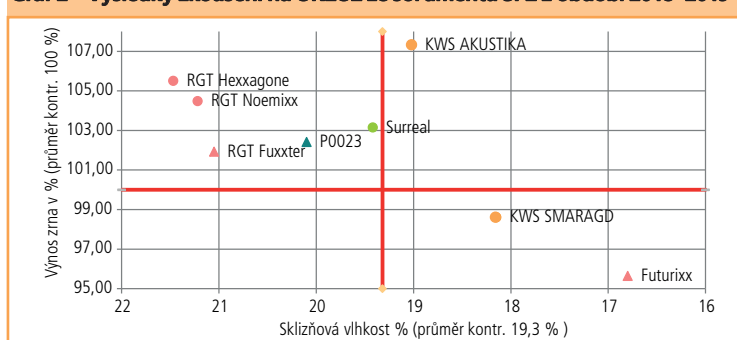 107,00
105,00
103,00
101,00
99,00
97,00
95,00
Výnos zrna v % (průměr kontr. 100 %)
KWS AKUSTIKA
RGT Hexxagone
RGT Noemixx
Surreal
P0023
RGT Fuxxter
KWS SMARAGD
Futurixx
22 21 20 19 18 17 16
Sklizňová vlhkost % (průměr kontr. 19,3 % )